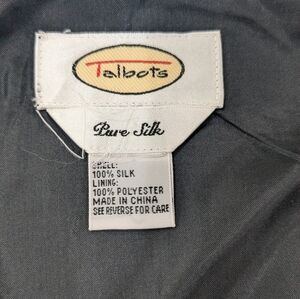 Talbots
Pure Silk
SHELL:
100% SILK
LINING:
100% POLYESTER
MADE IN CHINA
SEE REVERSE FOR CARE